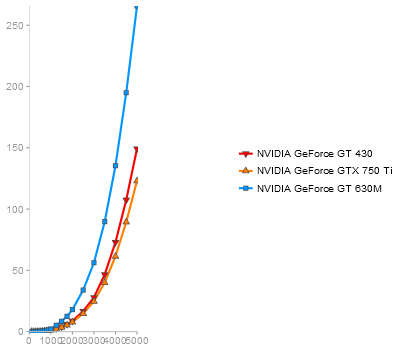 250
200
150
100
50
0
0 1000 2000 3000 4000 5000
NVIDIA GeForce GT 430
NVIDIA GeForce GTX 750 Ti
NVIDIA GeForce GT 630M